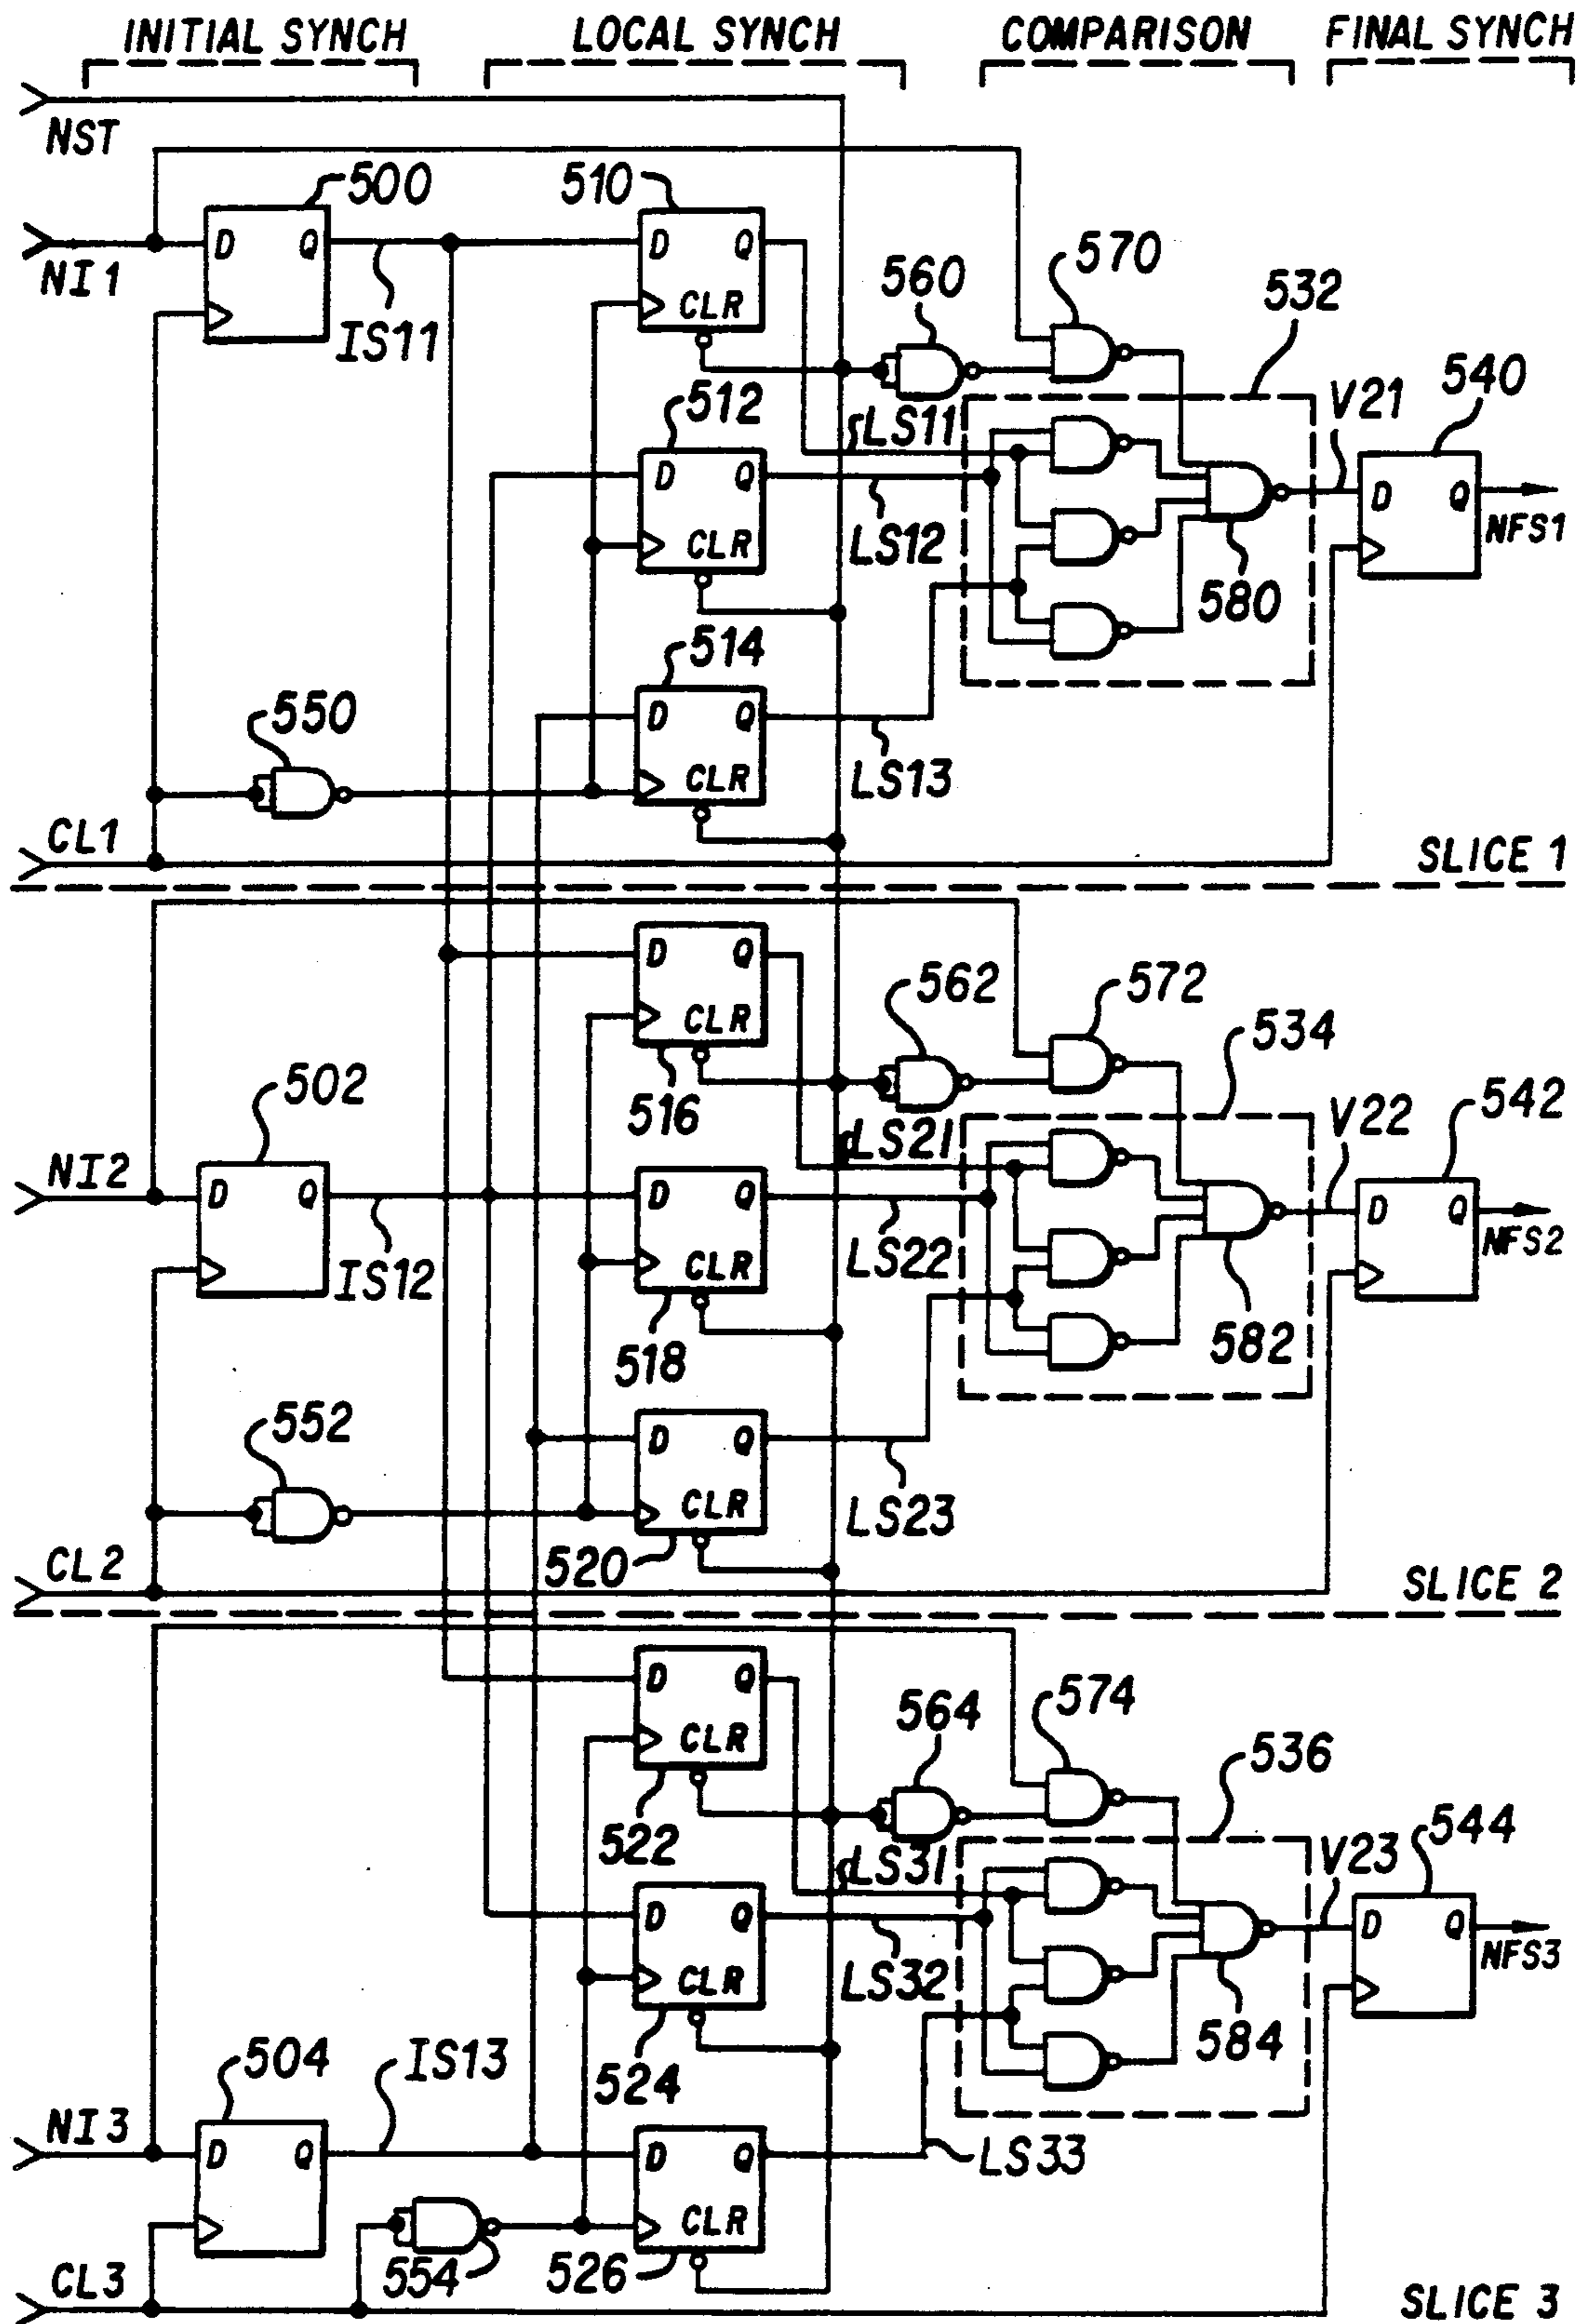 INITIAL SYNCH LOCAL SYNCH COMPARISON FINAL SYNCH
NST
500 510
D Q D Q 570
NI1 560 532
CLR
IS11 540
512 V21
LS11
D Q D Q
LS12 NFS1
CLR 580
514
550 D Q
CLR LS13
CL1 SLICE 1
D Q 562 572
CLR 534
502 516 V22 542
NI2 LS21
D Q D Q D Q
IS12 CLR LS22 NFS2
518 582
552 D Q
CLR LS23
520
CL2 SLICE 2
D Q 564 574
CLR 536
522 LS31 V23 544
D Q D Q
CLR LS32 NFS3
504 IS13 524 584
NI3
D Q D Q LS33
CLR
CL3 554 526 SLICE 3